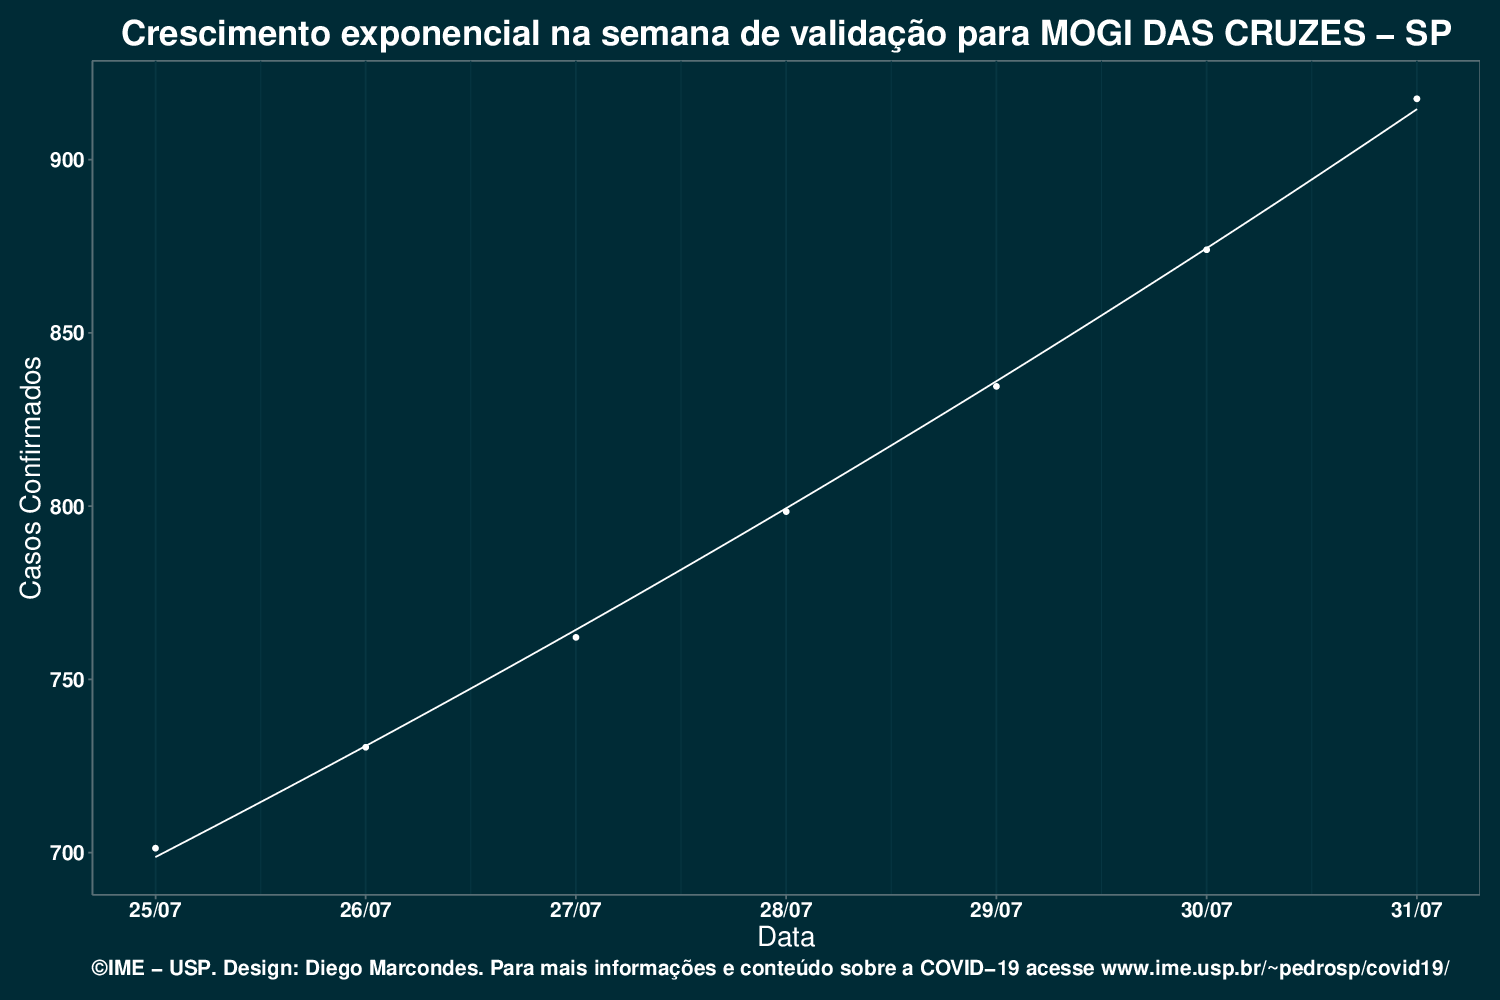 Crescimento exponencial na semana de validação para MOGI DAS CRUZES – SP
Casos Confirmados
900
850
800
750
700
25/07 26/07 27/07 28/07 29/07 30/07 31/07
Data
©IME – USP. Design: Diego Marcondes. Para mais informações e conteúdo sobre a COVID–19 acesse www.ime.usp.br/~pedrosp/covid19/